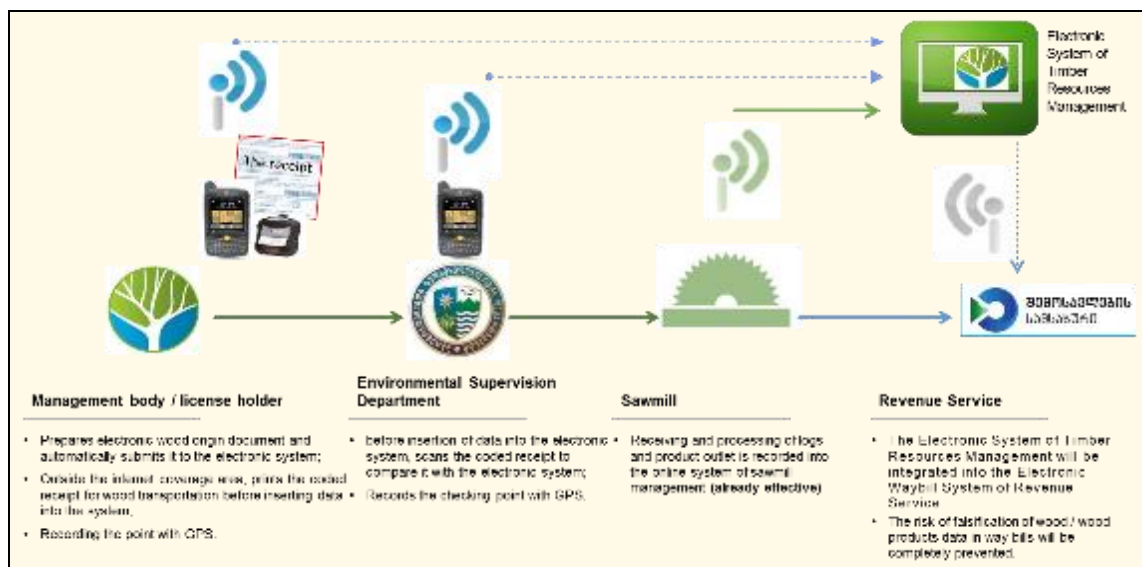 Electronic
System of
Timber
Resources
Management
The receipt
შემოსავლების
სამსახური
Management body / license holder
• Prepares electronic wood origin document and
automatically submits it to the electronic system;
• Outside the internet coverage area, prints the coded
receipt for wood transportation before inserting data
into the system;
• Recording the point with GPS.
Environmental Supervision
Department
• before insertion of data into the electronic
system, scans the coded receipt to
compare it with the electronic system;
• Records the checking point with GPS.
Sawmill
• Receiving and processing of logs
and product outlet is recorded into
the online system of sawmill
management (already effective)
Revenue Service
• The Electronic System of Timber
Resources Management will be
integrated into the Electronic
Waybill System of Revenue
Service
• The risk of falsification of wood / wood
products data in way bills will be
completely prevented.